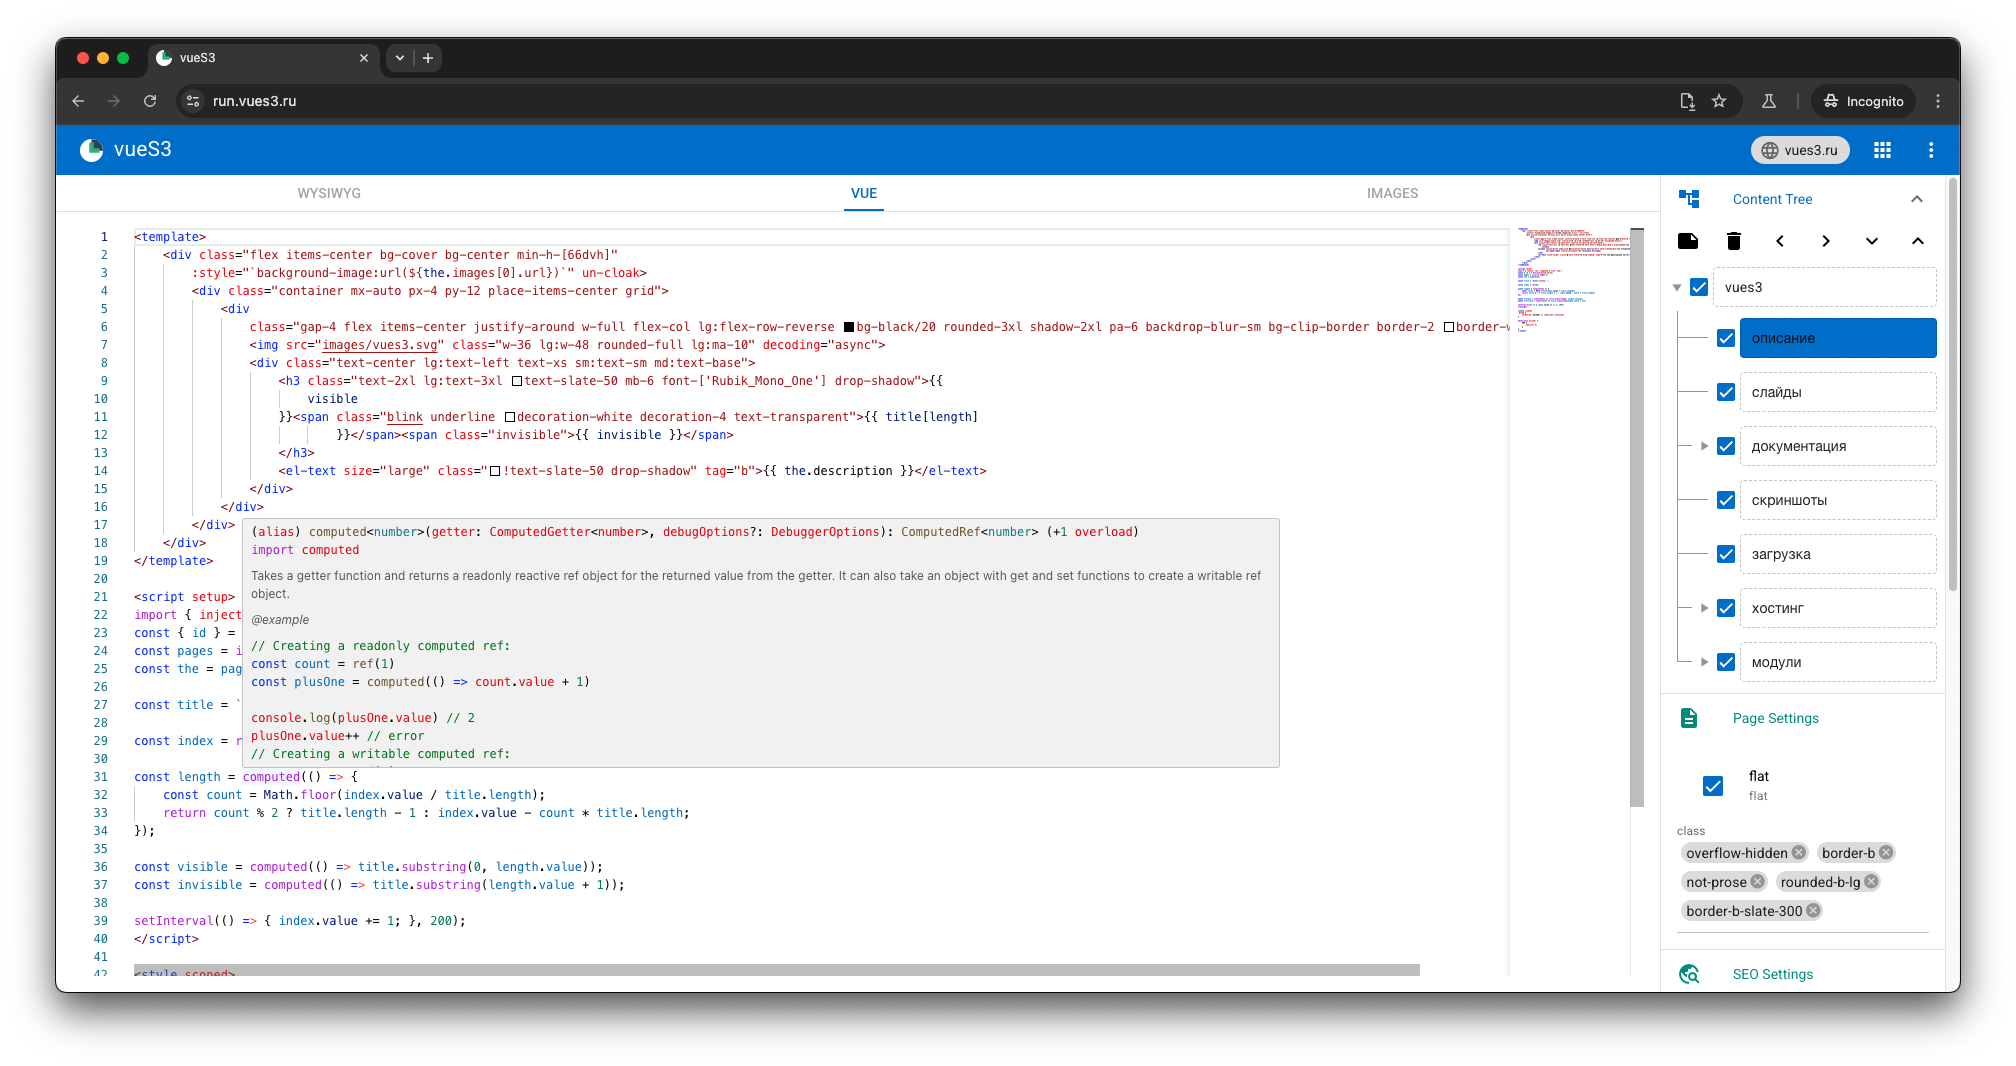 vueS3
run.vues3.ru
Incognito
vueS3
vues3.ru
WYSIWYG
VUE
IMAGES
1 <template>
2 <div class="flex items-center bg-cover bg-center min-h-[66dvh]"
3 :style="`background-image:url(${the.images[0].url})`" un-cloak>
4 <div class="container mx-auto px-4 py-12 place-items-center grid">
5 <div
6 class="gap-4 flex items-center justify-around w-full flex-col lg:flex-row-reverse bg-black/20 rounded-3xl shadow-2xl pa-6 backdrop-blur-sm bg-clip-border border-2 border-w
7 <img src="images/vues3.svg" class="w-36 lg:w-48 rounded-full lg:ma-10" decoding="async">
8 <div class="text-center lg:text-left text-xs sm:text-sm md:text-base">
9 <h3 class="text-2xl lg:text-3xl text-slate-50 mb-6 font-['Rubik_Mono_One'] drop-shadow">{{
10 visible
11 }}<span class="blink underline decoration-white decoration-4 text-transparent">{{ title[length]
12 }}</span><span class="invisible">{{ invisible }}</span>
13 </h3>
14 <el-text size="large" class="!text-slate-50 drop-shadow" tag="b">{{ the.description }}</el-text>
15 </div>
16 </div>
17 </div>
18 </div>
19 </template>
20
21 <script setup>
22 import { inject
23 const { id } =
24 const pages = i
25 const the = pag
26
27 const title = `
28
29 const index = r
30
(alias) computed<number>(getter: ComputedGetter<number>, debugOptions?: DebuggerOptions): ComputedRef<number> (+1 overload)
import computed
Takes a getter function and returns a readonly reactive ref object for the returned value from the getter. It can also take an object with get and set functions to create a writable ref
object.
@example
// Creating a readonly computed ref:
const count = ref(1)
const plusOne = computed(() => count.value + 1)
console.log(plusOne.value) // 2
plusOne.value++ // error
// Creating a writable computed ref:
31 const length = computed(() => {
32 const count = Math.floor(index.value / title.length);
33 return count % 2 ? title.length - 1 : index.value - count * title.length;
34 });
35
36 const visible = computed(() => title.substring(0, length.value));
37 const invisible = computed(() => title.substring(length.value + 1));
38
39 setInterval(() => { index.value += 1; }, 200);
40 </script>
41
42 <style scoped>
Content Tree
vues3
описание
слайды
документация
скриншоты
загрузка
хостинг
модули
Page Settings
flat
flat
class
overflow-hidden border-b
not-prose rounded-b-lg
border-b-slate-300
SEO Settings